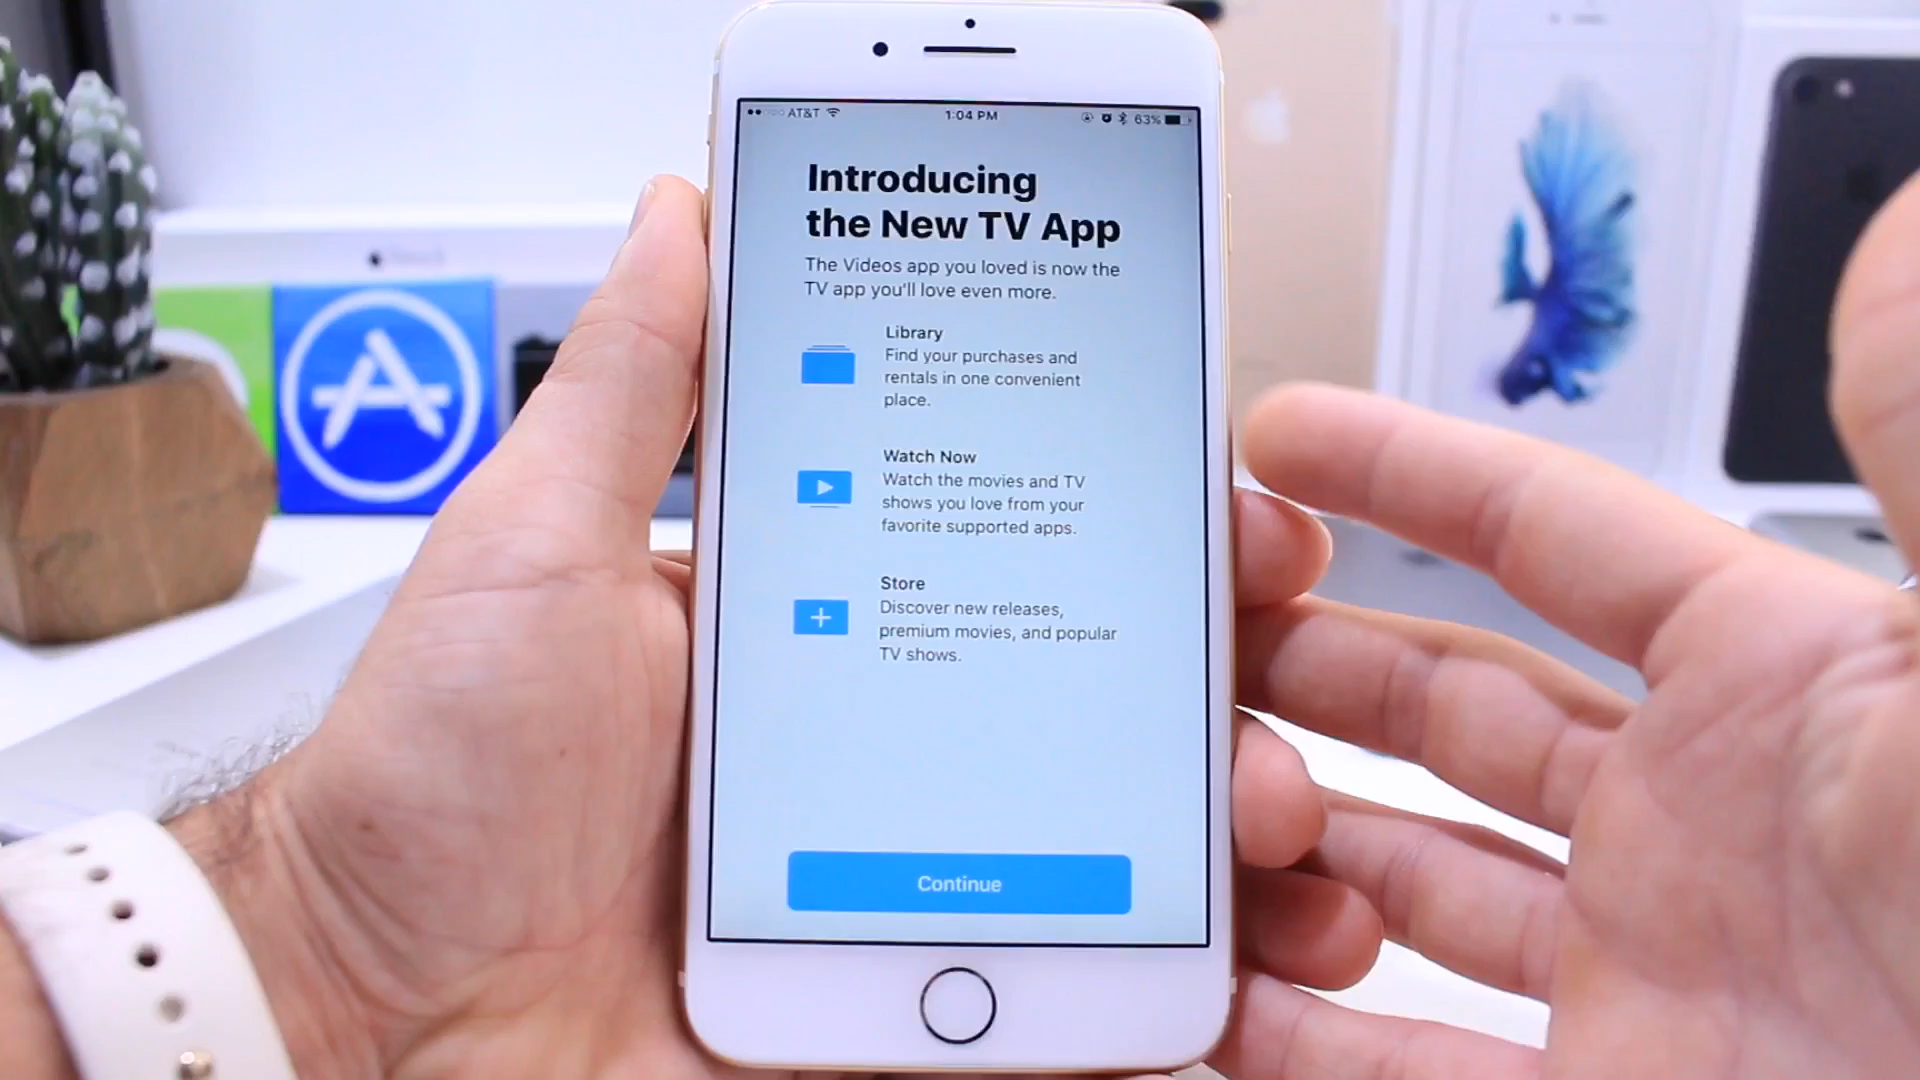 AT&T 1:04 PM 63%
Introducing
the New TV App
The Videos app you loved is now the
TV app you'll love even more.
Library
Find your purchases and
rentals in one convenient
place.
Watch Now
Watch the movies and TV
shows you love from your
favorite supported apps.
Store
Discover new releases,
premium movies, and popular
TV shows.
Continue